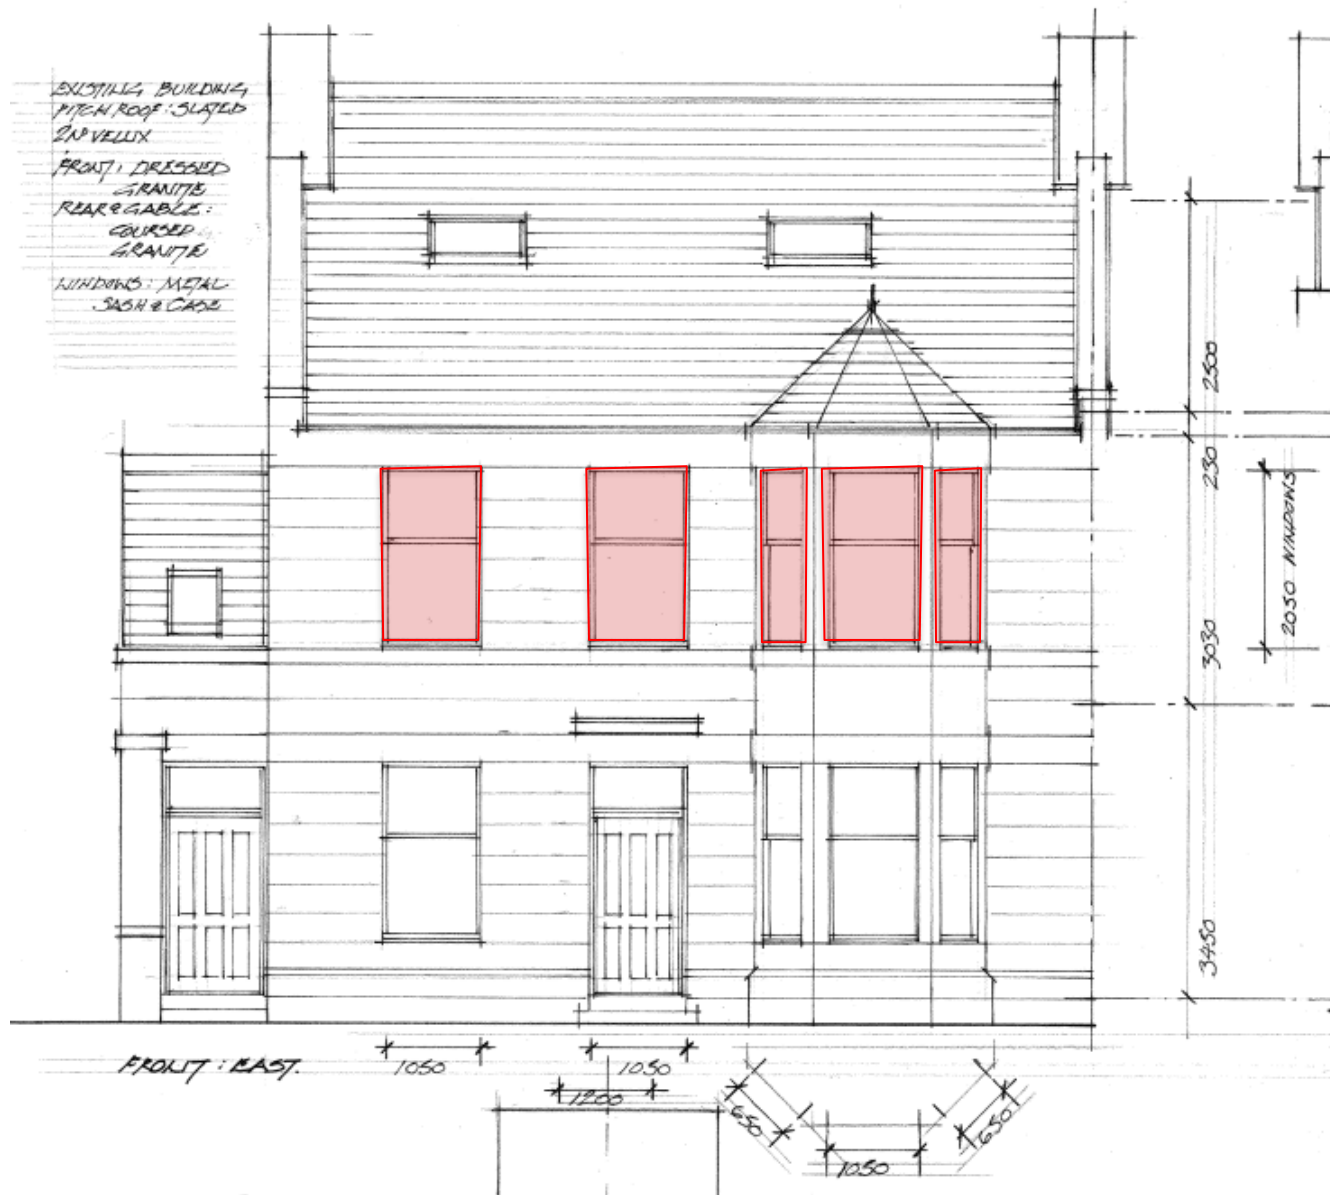 EXISTING BUILDING
PITCH ROOF: SLATED
2Nº VELUX
FRONT: DRESSED
GRANITE
REAR & GABLE:
COURSED
GRANITE
WINDOWS: METAL
SASH & CASE
2500
230
2050 WINDOWS
3030
3450
FRONT: EAST.
1050
1050
1200
650
1050
650